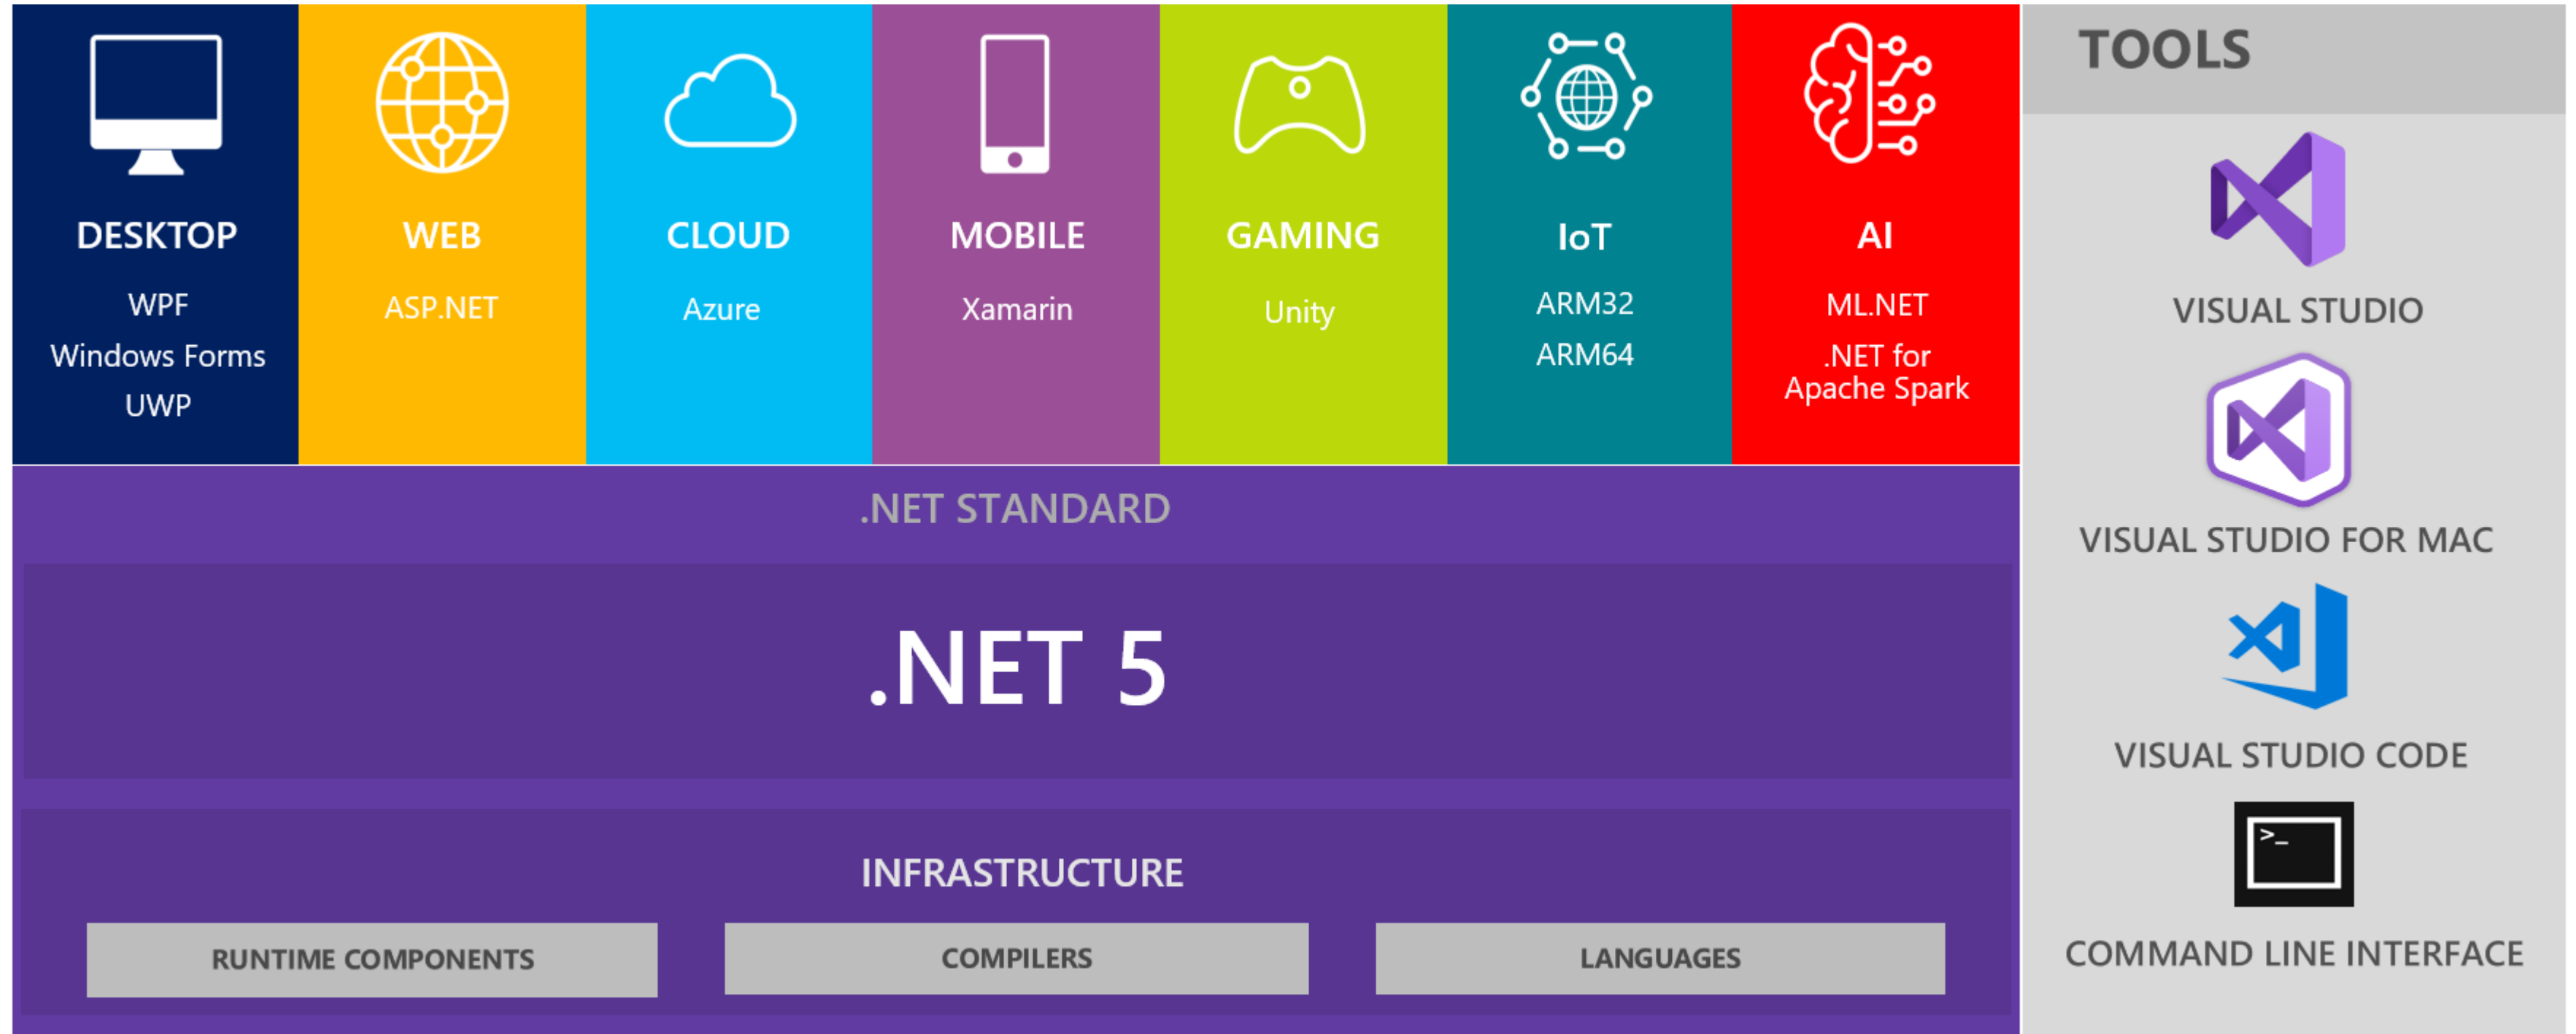 DESKTOP
WPF
Windows Forms
UWP
WEB
ASP.NET
CLOUD
Azure
MOBILE
Xamarin
GAMING
Unity
IoT
ARM32
ARM64
AI
ML.NET
.NET for
Apache Spark
.NET STANDARD
.NET 5
INFRASTRUCTURE
RUNTIME COMPONENTS
COMPILERS
LANGUAGES
TOOLS
VISUAL STUDIO
VISUAL STUDIO FOR MAC
VISUAL STUDIO CODE
>_
COMMAND LINE INTERFACE